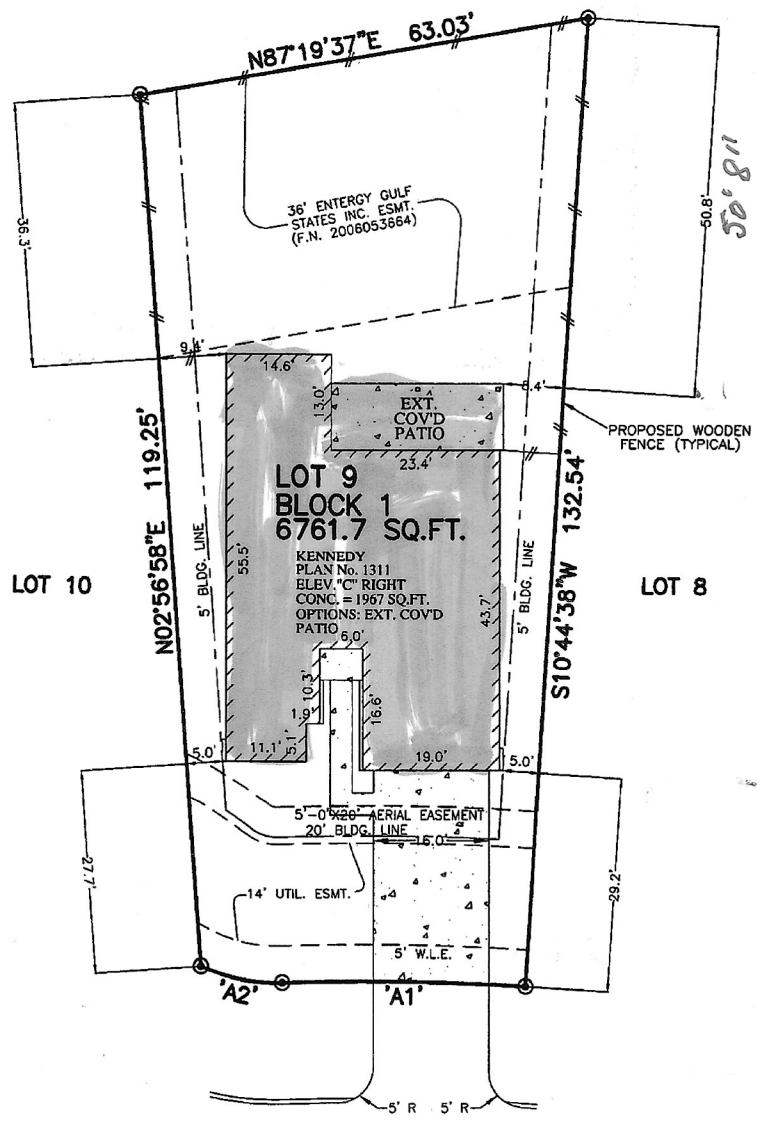 N87°19'37"E 63.03'
50.8'
50' 8"
36' ENTERGY GULF
STATES INC. ESMT.
(F.N. 2006053664)
36.3'
9.4'
14.6'
13.0'
8.4'
EXT.
COV'D
PATIO
PROPOSED WOODEN
FENCE (TYPICAL)
23.4'
LOT 9
BLOCK 1
6761.7 SQ.FT.
N02°56'58"E 119.25'
S10°44'38"W 132.54'
KENNEDY
PLAN No. 1311
ELEV."C" RIGHT
CONC. = 1967 SQ.FT.
OPTIONS: EXT. COV'D
PATIO
5' BLDG. LINE
55.5'
43.7'
5' BLDG. LINE
LOT 10
LOT 8
6.0'
10.3'
16.6'
1.9'
5.1'
5.0'
11.1'
19.0'
5.0'
5'-0"X20' AERIAL EASEMENT
20' BLDG. LINE
16.0'
27.7'
29.2'
14' UTIL. ESMT.
5' W.L.E.
'A2'
'A1'
5' R 5' R